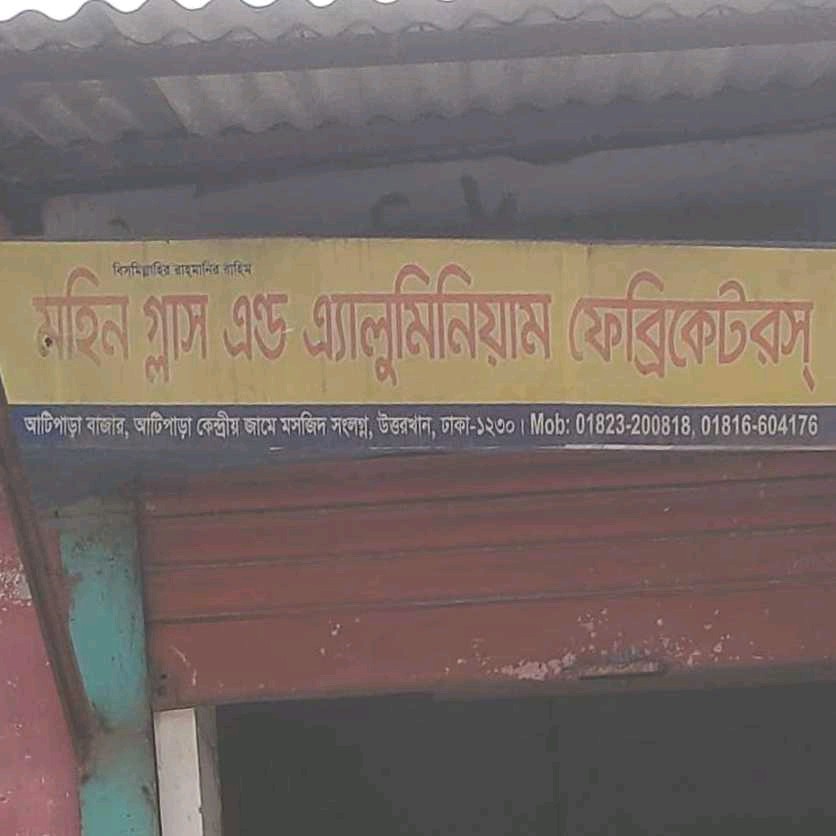 বিসমিল্লাহির রাহমানির রাহিম
মহিন গ্লাস এন্ড এ্যালুমিনিয়াম ফেব্রিকেটরস্
আটিপাড়া বাজার, আটিপাড়া কেন্দ্রীয় জামে মসজিদ সংলগ্ন, উত্তরখান, ঢাকা-১২৩০। Mob: 01823-200818, 01816-604176